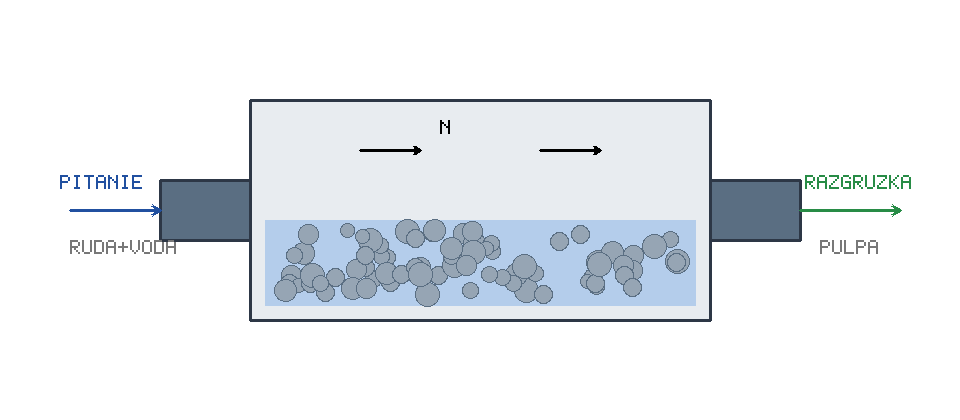 N
PITANIE
RAZGRUZKA
RUDA+VODA
PULPA